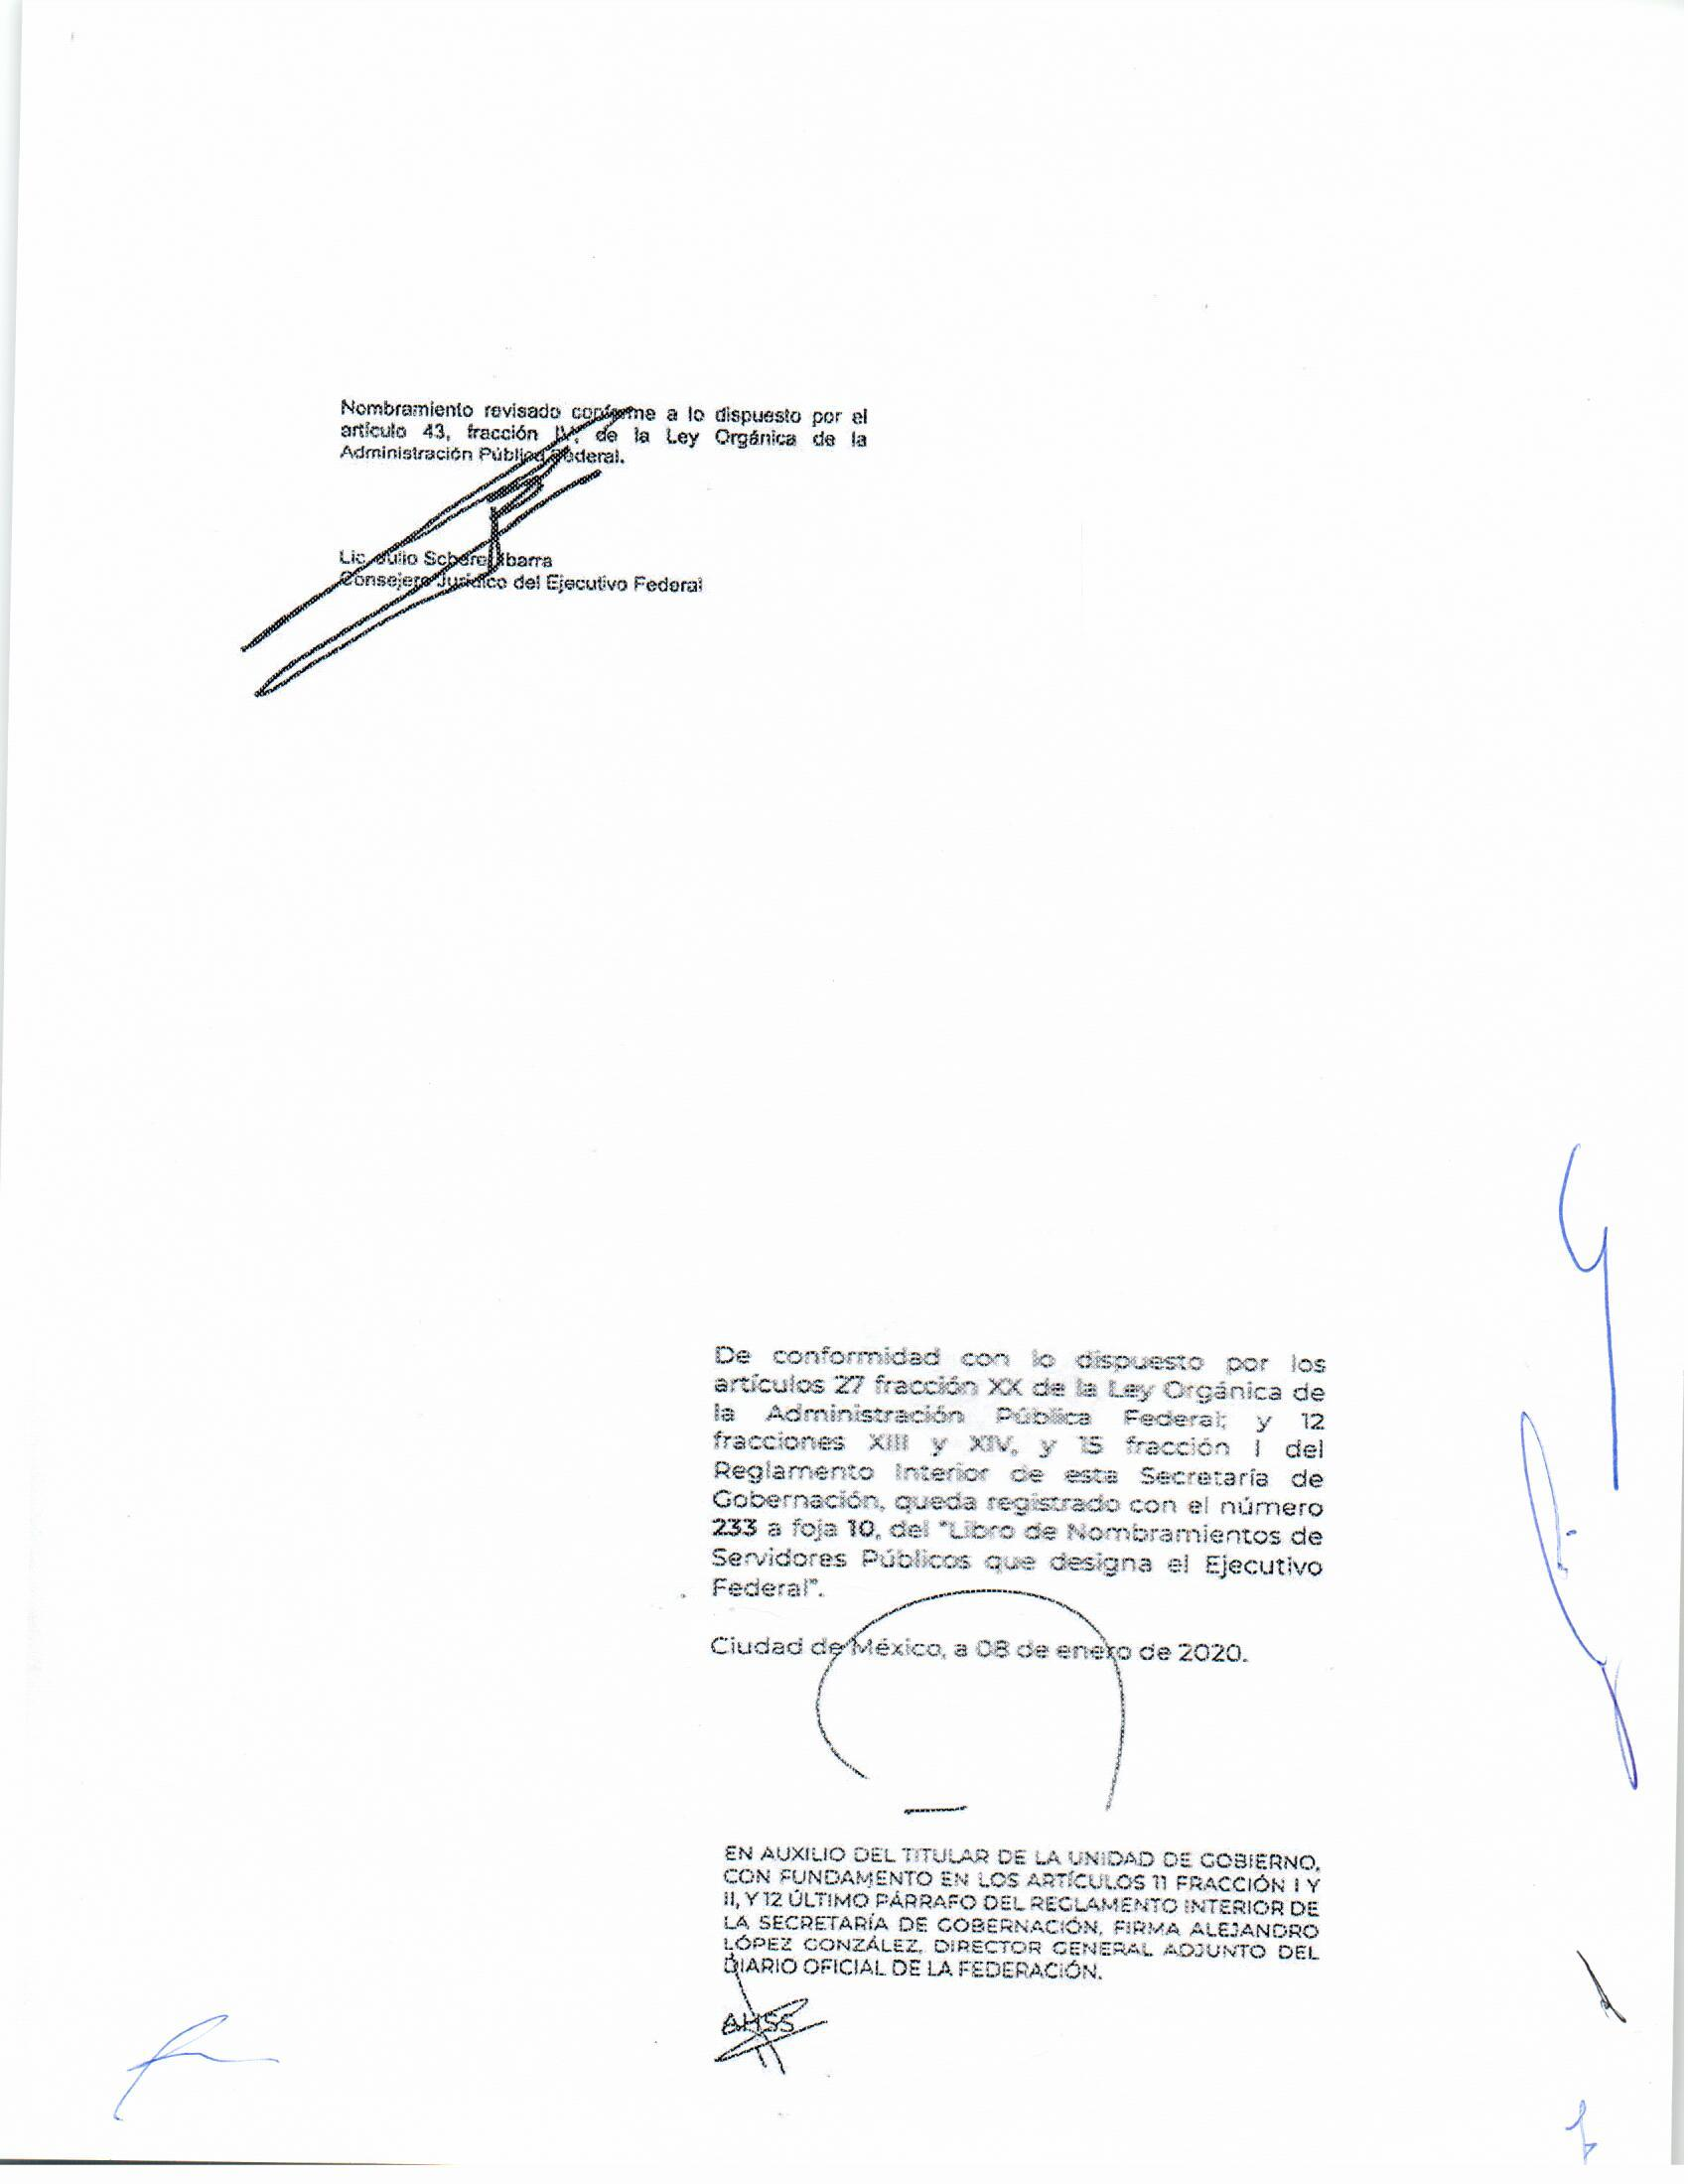 Nombramiento revisado conforme a lo dispuesto por el
artículo 43, fracción IV, de la Ley Orgánica de la
Administración Pública Federal.
Lic. Julio Scherer Ibarra
Consejero Jurídico del Ejecutivo Federal
De conformidad con lo dispuesto por los
artículos 27 fracción XX de la Ley Orgánica de
la Administración Pública Federal; y 12
fracciones XIII y XIV, y 15 fracción I del
Reglamento Interior de esta Secretaría de
Gobernación, queda registrado con el número
233 a foja 10, del "Libro de Nombramientos de
Servidores Públicos que designa el Ejecutivo
Federal".
Ciudad de México, a 08 de enero de 2020.
EN AUXILIO DEL TITULAR DE LA UNIDAD DE GOBIERNO,
CON FUNDAMENTO EN LOS ARTÍCULOS 11 FRACCIÓN I Y
II, Y 12 ÚLTIMO PÁRRAFO DEL REGLAMENTO INTERIOR DE
LA SECRETARÍA DE GOBERNACIÓN, FIRMA ALEJANDRO
LÓPEZ GONZÁLEZ, DIRECTOR GENERAL ADJUNTO DEL
DIARIO OFICIAL DE LA FEDERACIÓN.
AHSS